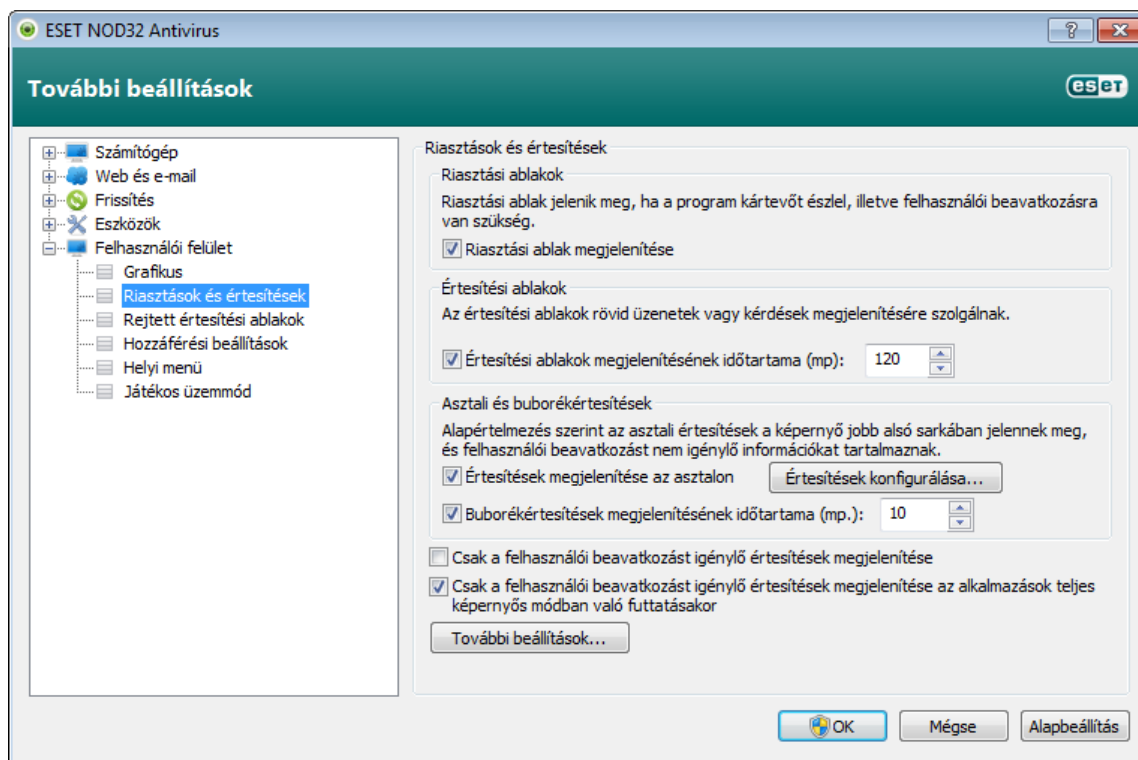 ESET NOD32 Antivirus
További beállítások
eset
Számítógép
Web és e-mail
Frissítés
Eszközök
Felhasználói felület
Grafikus
Riasztások és értesítések
Rejtett értesítési ablakok
Hozzáférési beállítások
Helyi menü
Játékos üzemmód
Riasztások és értesítések
Riasztási ablakok
Riasztási ablak jelenik meg, ha a program kártevőt észlel, illetve felhasználói beavatkozásra
van szükség.
Riasztási ablak megjelenítése
Értesítési ablakok
Az értesítési ablakok rövid üzenetek vagy kérdések megjelenítésére szolgálnak.
Értesítési ablakok megjelenítésének időtartama (mp): 120
Asztali és buborékértesítések
Alapértelmezés szerint az asztali értesítések a képernyő jobb alsó sarkában jelennek meg,
és felhasználói beavatkozást nem igénylő információkat tartalmaznak.
Értesítések megjelenítése az asztalon Értesítések konfigurálása...
Buborékértesítések megjelenítésének időtartama (mp.): 10
Csak a felhasználói beavatkozást igénylő értesítések megjelenítése
Csak a felhasználói beavatkozást igénylő értesítések megjelenítése az alkalmazások teljes
képernyős módban való futtatásakor
További beállítások...
OK Mégse Alapbeállítás